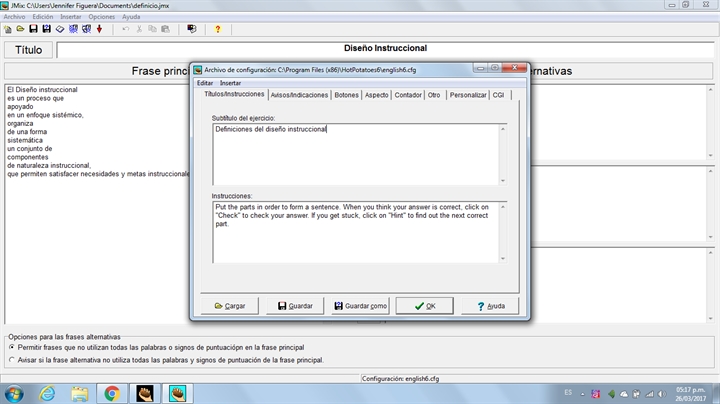 JMix: C:\Users\Jennifer Figuera\Documents\definicio.jmx
Archivo Edición Insertar Opciones Ayuda
Título
Diseño Instruccional
Frase princ
ternativas
El Diseño instruccional
es un proceso que
apoyado
en un enfoque sistémico,
organiza
de una forma
sistemática
un conjunto de
componentes
de naturaleza instruccional,
que permiten satisfacer necesidades y metas instruccionale
Archivo de configuración: C:\Program Files (x86)\HotPotatoes6\english6.cfg
Editar Insertar
Títulos/Instrucciones Avisos/Indicaciones Botones Aspecto Contador Otro Personalizar CGI
Subtítulo del ejercicio:
Definiciones del diseño instruccional
Instrucciones:
Put the parts in order to form a sentence. When you think your answer is correct, click on
"Check" to check your answer. If you get stuck, click on "Hint" to find out the next correct
part.
Cargar Guardar Guardar como OK Ayuda
Opciones para las frases alternativas
Permitir frases que no utilizan todas las palabras o signos de puntuaciópn en la frase principal
Avisar si la frase alternativa no utiliza todas las palabras y signos de puntuación de la frase principal.
Configuración: english6.cfg
ES
05:17 p.m.
26/03/2017